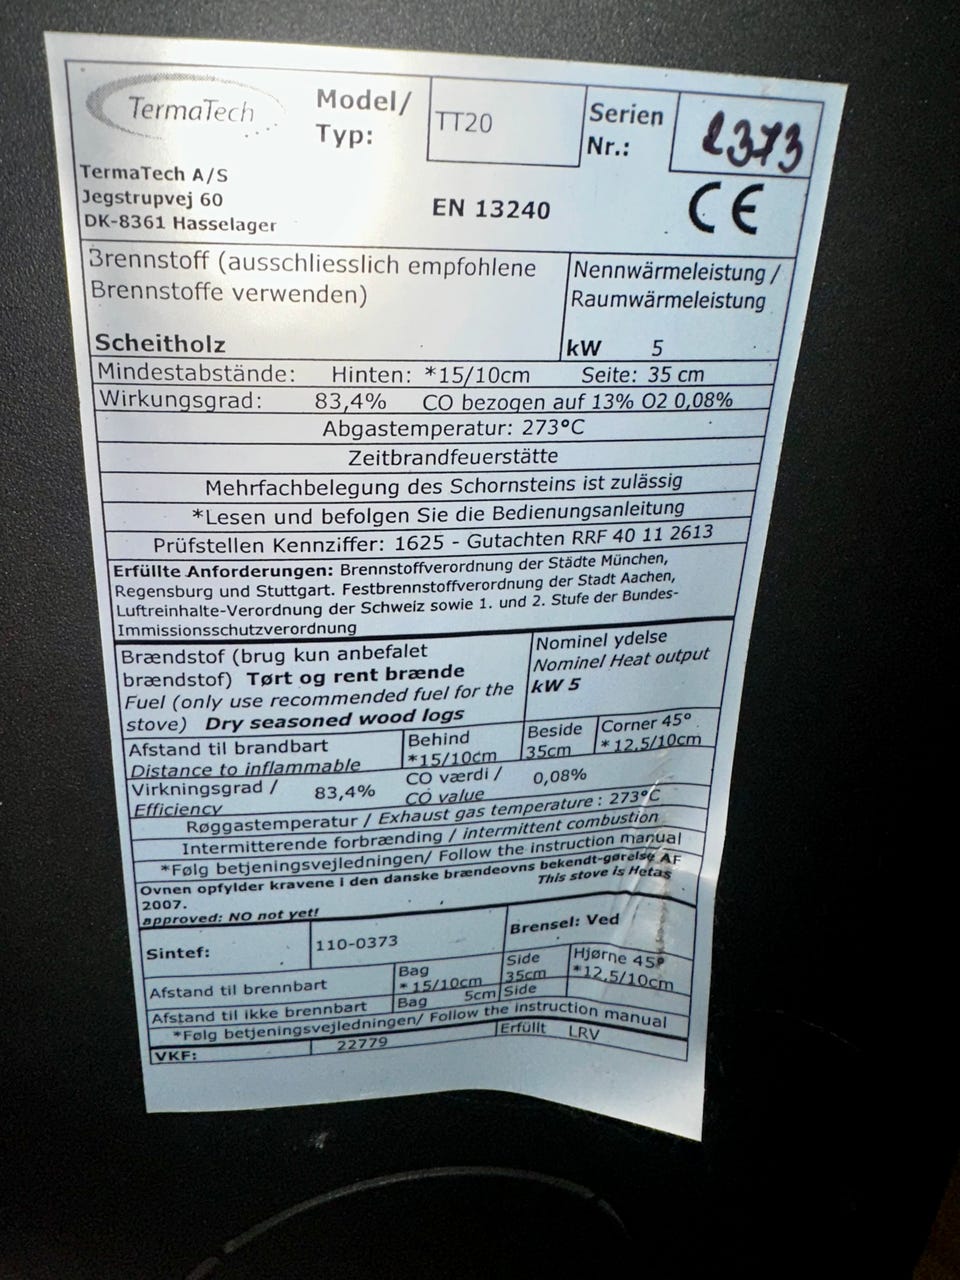 TermaTech
Model/
Typ:
TT20
Serien
Nr.:
2373
TermaTech A/S
Jegstrupvej 60
DK-8361 Hasselager
EN 13240
CE
Brennstoff (ausschliesslich empfohlene
Brennstoffe verwenden)
Scheitholz
Nennwärmeleistung /
Raumwärmeleistung
kW 5
Mindestabstände: Hinten: *15/10cm Seite: 35 cm
Wirkungsgrad: 83,4% CO bezogen auf 13% O2 0,08%
Abgastemperatur: 273°C
Zeitbrandfeuerstätte
Mehrfachbelegung des Schornsteins ist zulässig
*Lesen und befolgen Sie die Bedienungsanleitung
Prüfstellen Kennziffer: 1625 - Gutachten RRF 40 11 2613
Erfüllte Anforderungen: Brennstoffverordnung der Städte München,
Regensburg und Stuttgart. Festbrennstoffverordnung der Stadt Aachen,
Luftreinhalte-Verordnung der Schweiz sowie 1. und 2. Stufe der Bundes-
Immissionsschutzverordnung
Brændstof (brug kun anbefalet
brændstof) Tørt og rent brænde
Fuel (only use recommended fuel for the
stove) Dry seasoned wood logs
Nominel ydelse
Nominel Heat output
kW 5
Afstand til brandbart
Distance to inflammable
Behind
*15/10cm
Beside
35cm
Corner 45°
* 12,5/10cm
Virkningsgrad /
Efficiency
83,4%
CO værdi /
CO value
0,08%
Røggastemperatur / Exhaust gas temperature : 273°C
Intermitterende forbrænding / intermittent combustion
*Følg betjeningsvejledningen/ Follow the instruction manual
Ovnen opfylder kravene i den danske brændeovns bekendt-gørelse AF
2007. This stove is Hetas
approved: NO not yet!
Sintef:
110-0373
Brensel: Ved
Afstand til brennbart
Bag
*15/10cm
Side
35cm
Hjørne 45°
*12,5/10cm
Afstand til ikke brennbart Bag 5cm Side
*Følg betjeningsvejledningen/ Follow the instruction manual
VKF: 22779 Erfüllt LRV